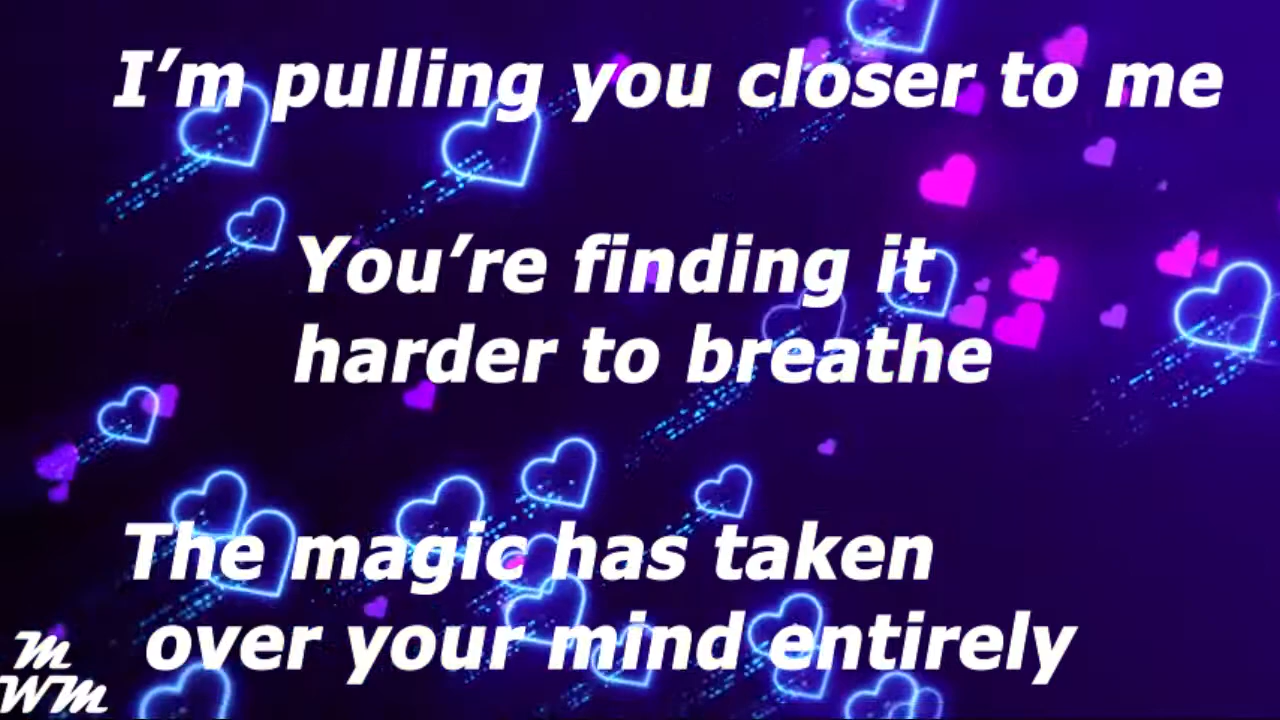 I’m pulling you closer to me
You’re finding it
harder to breathe
The magic has taken
over your mind entirely
M
WM